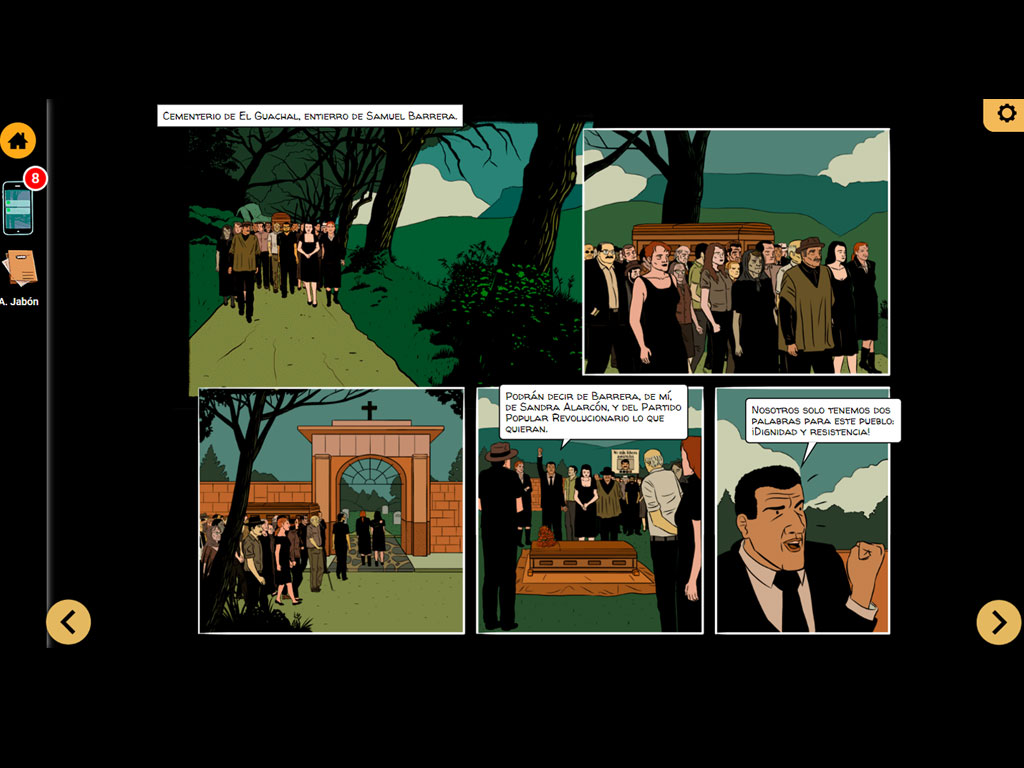 CEMENTERIO DE EL GUACHAL, ENTIERRO DE SAMUEL BARRERA.
8
A. Jabón
PODRÁN DECIR DE BARRERA, DE MÍ,
DE SANDRA ALARCÓN, Y DEL PARTIDO
POPULAR REVOLUCIONARIO LO QUE
QUIERAN.
NOSOTROS SOLO TENEMOS DOS
PALABRAS PARA ESTE PUEBLO:
¡DIGNIDAD Y RESISTENCIA!